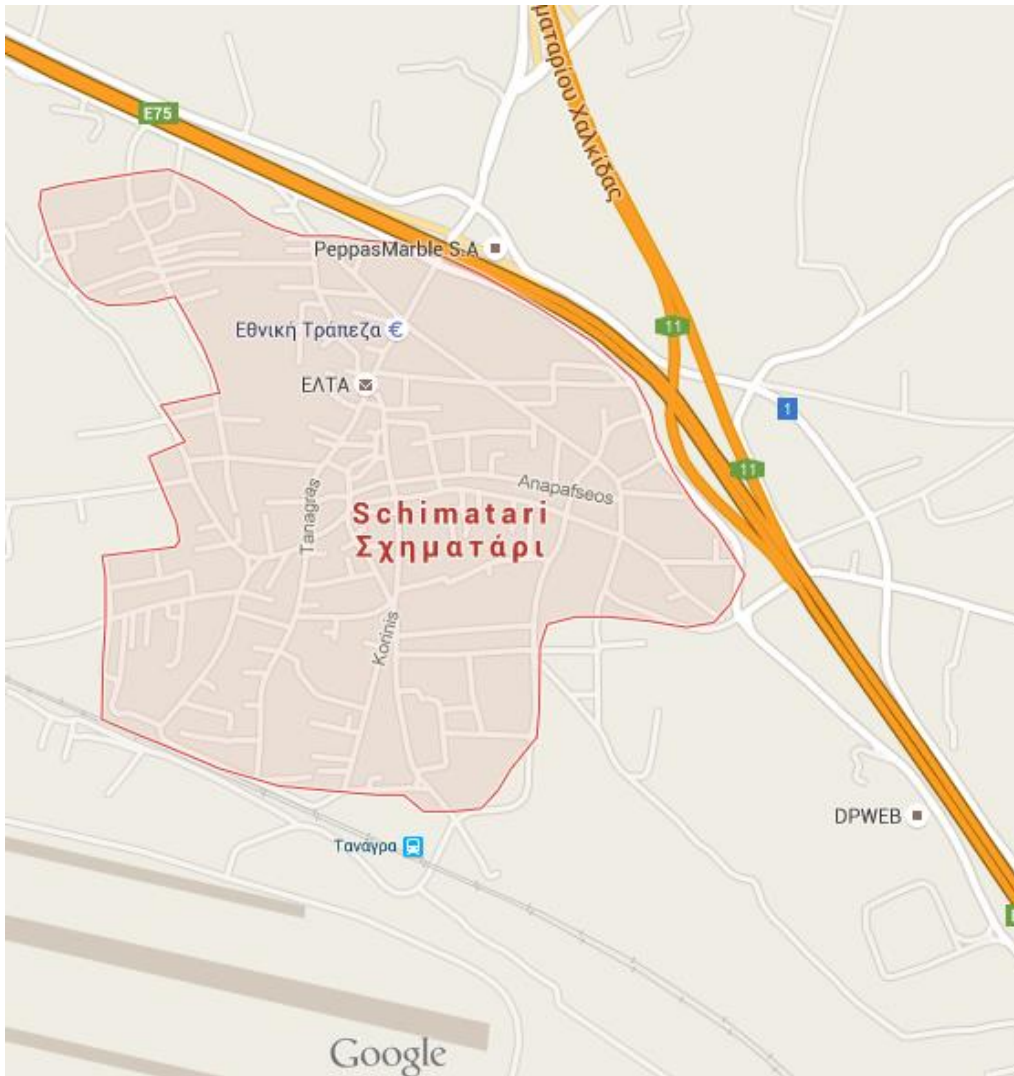 ματαρίου Χαλκίδας
E75
PeppasMarble S.A
11
Εθνική Τράπεζα €
ΕΛΤΑ
1
11
Anapafseos
Tanagras
Schimatari
Σχηματάρι
Korinis
DPWEB
Τανάγρα
Google